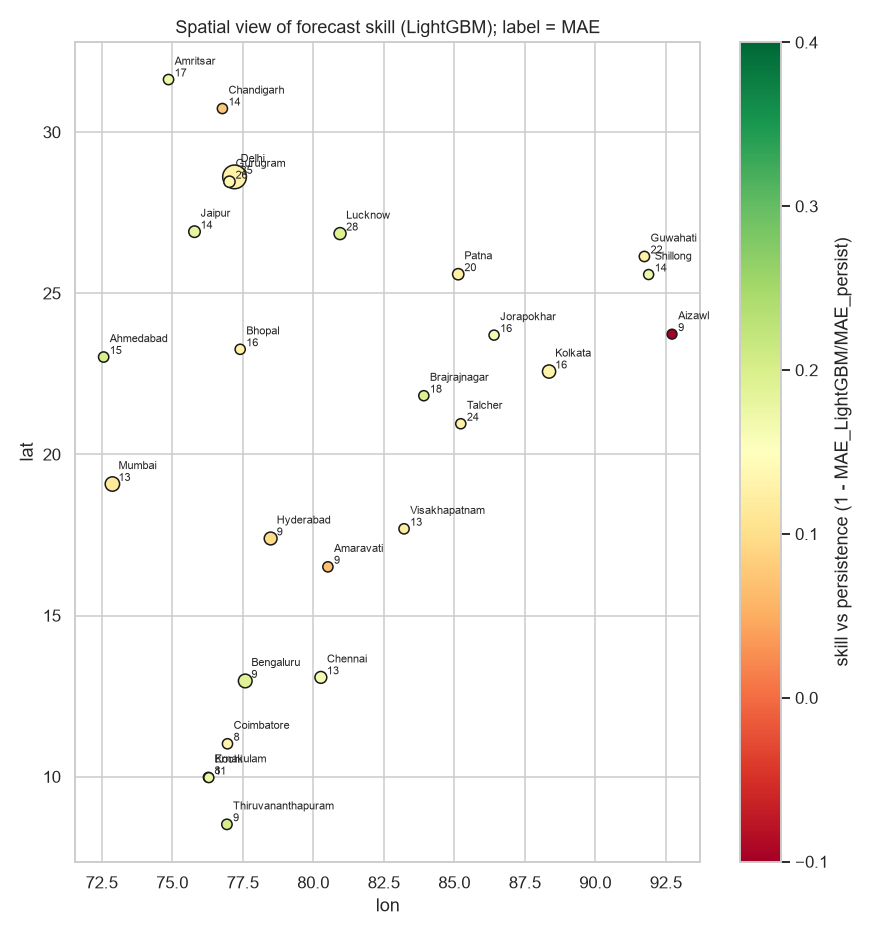 Spatial view of forecast skill (LightGBM); label = MAE
Amritsar
17
Chandigarh
14
Delhi
Gurugram
Jaipur
14
Lucknow
28
Patna
20
Guwahati
22
Shillong
14
Aizawl
9
Jorapokhar
16
Kolkata
16
Ahmedabad
15
Bhopal
16
Brajrajnagar
18
Talcher
24
Mumbai
13
Hyderabad
9
Visakhapatnam
13
Amaravati
9
Bengaluru
9
Chennai
13
Coimbatore
8
Ernakulam
Thiruvananthapuram
9
30
25
20
15
10
lat
72.5 75.0 77.5 80.0 82.5 85.0 87.5 90.0 92.5
lon
0.4
0.3
0.2
0.1
0.0
−0.1
skill vs persistence (1 - MAE_LightGBM/MAE_persist)